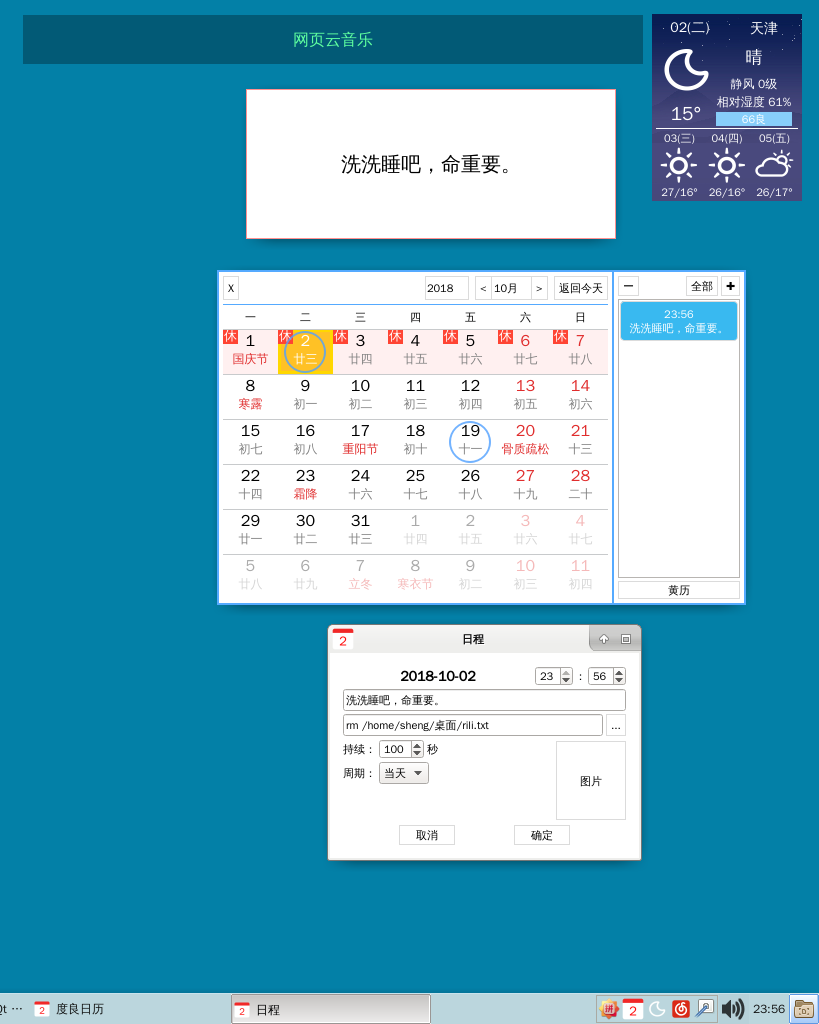 网页云音乐
02(二) 天津
晴
静风 0级
相对湿度 61%
15° 66良
03(三) 04(四) 05(五)
27/16° 26/16° 26/17°
洗洗睡吧，命重要。
X 2018 < 10月 > 返回今天
一 二 三 四 五 六 日
休 1 休 2 休 3 休 4 休 5 休 6 休 7
国庆节 廿三 廿四 廿五 廿六 廿七 廿八
8 9 10 11 12 13 14
寒露 初一 初二 初三 初四 初五 初六
15 16 17 18 19 20 21
初七 初八 重阳节 初十 十一 骨质疏松 十三
22 23 24 25 26 27 28
十四 霜降 十六 十七 十八 十九 二十
29 30 31 1 2 3 4
廿一 廿二 廿三 廿四 廿五 廿六 廿七
5 6 7 8 9 10 11
廿八 廿九 立冬 寒衣节 初二 初三 初四
全部
23:56
洗洗睡吧，命重要。
黄历
2 日程
2018-10-02 23 : 56
洗洗睡吧，命重要。
rm /home/sheng/桌面/rili.txt ...
持续： 100 秒
周期： 当天
图片
取消 确定
Qt ··· 2 度良日历 2 日程 拼 2 23:56